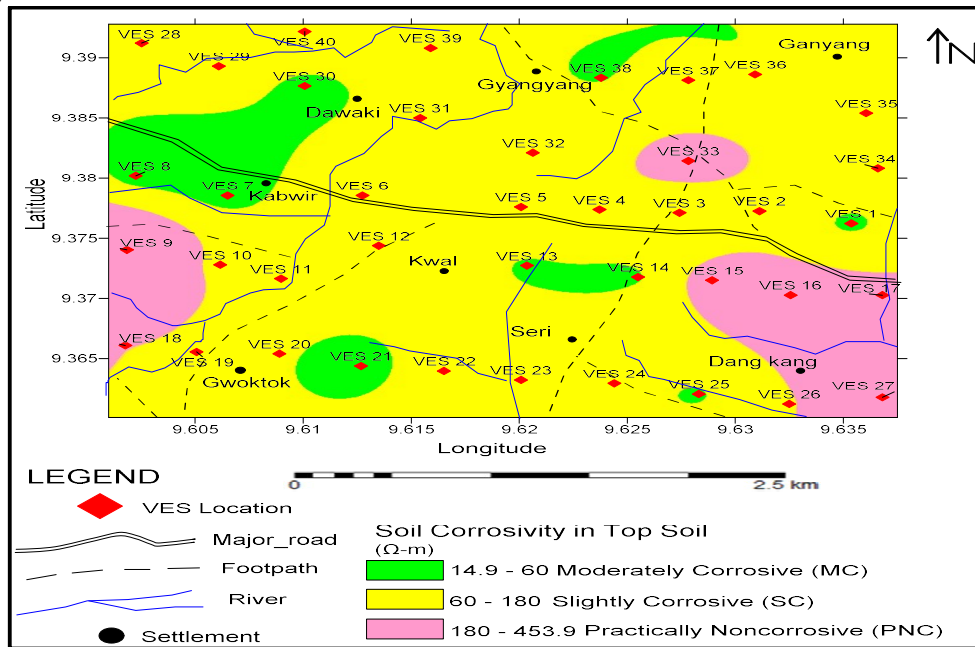 VES 28
VES 29
VES 40
VES 39
VES 30
Dawaki
VES 31
Gyangyang
VES 38
VES 37
VES 36
Ganyang
VES 35
VES 32
VES 33
VES 34
VES 8
VES 7
Kabwir
VES 6
VES 5
VES 4
VES 3
VES 2
VES 1
VES 9
VES 10
VES 11
VES 12
Kwal
VES 13
VES 14
VES 15
VES 16
VES 17
Seri
VES 18
VES 19
VES 20
Gwoktok
VES 21
VES 22
VES 23
VES 24
VES 25
Dang kang
VES 26
VES 27
N
9.39
9.385
9.38
9.375
9.37
9.365
Latitude
9.605
9.61
9.615
9.62
9.625
9.63
9.635
Longitude
LEGEND
VES Location
Major_road
Footpath
River
Settlement
0
2.5 km
Soil Corrosivity in Top Soil
(Ω-m)
14.9 - 60 Moderately Corrosive (MC)
60 - 180 Slightly Corrosive (SC)
180 - 453.9 Practically Noncorrosive (PNC)